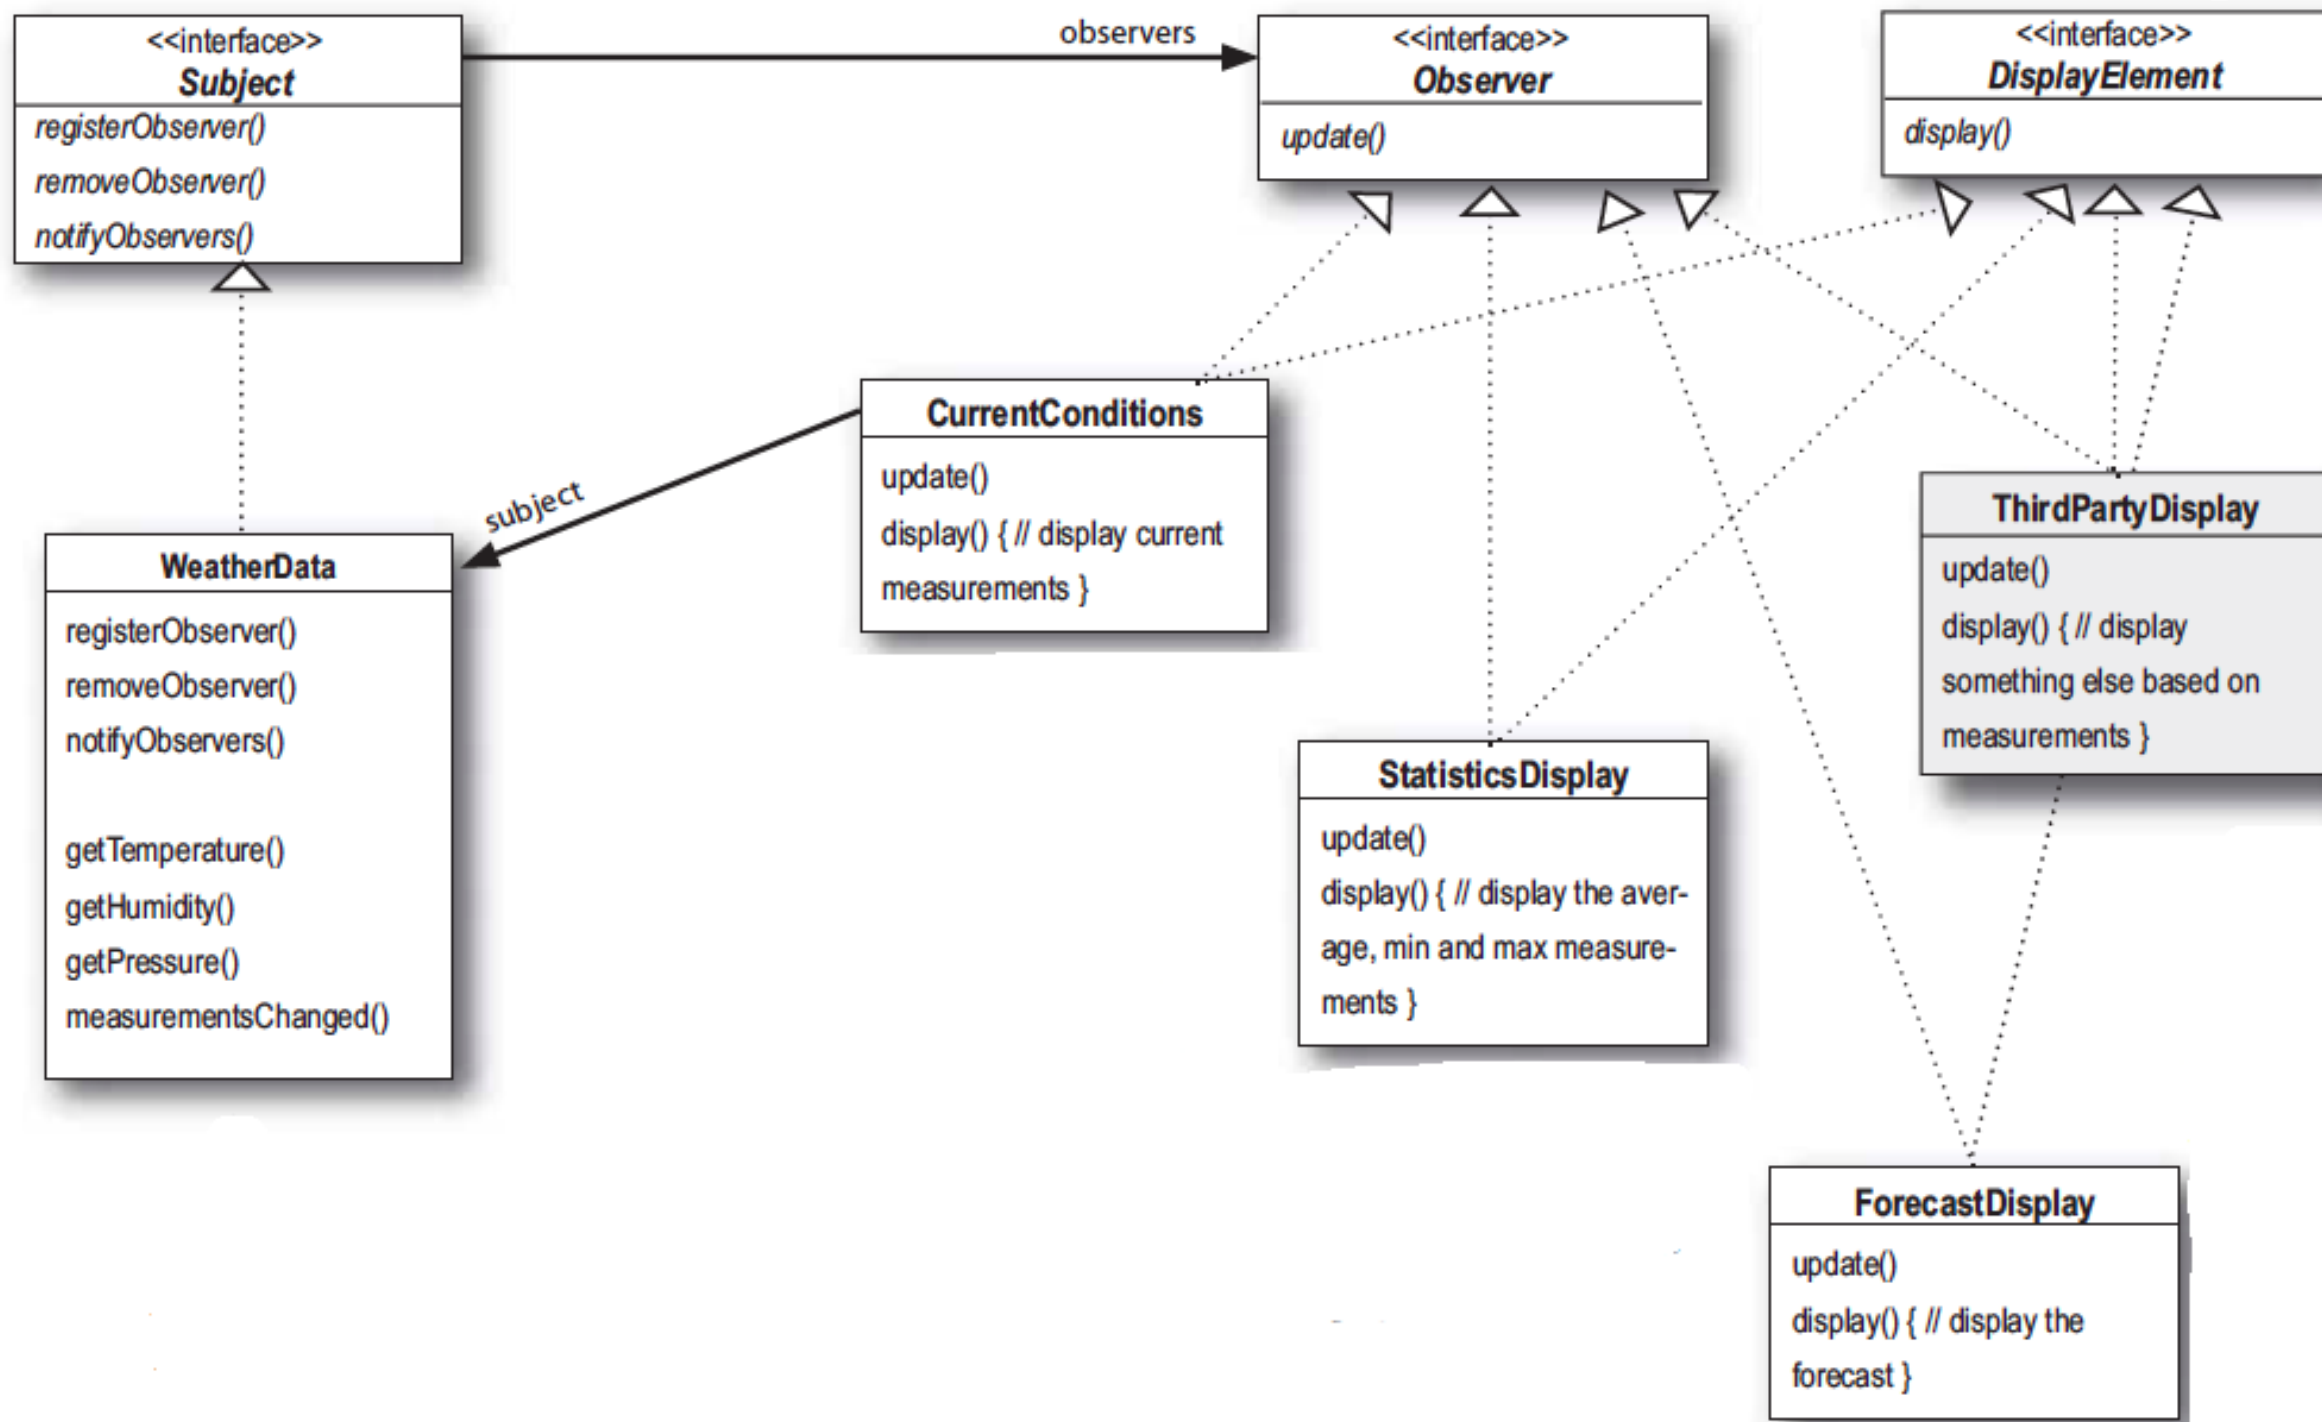 <<interface>>
Subject
registerObserver()
removeObserver()
notifyObservers()
observers
<<interface>>
Observer
update()
<<interface>>
DisplayElement
display()
CurrentConditions
update()
display() { // display current
measurements }
subject
WeatherData
registerObserver()
removeObserver()
notifyObservers()
getTemperature()
getHumidity()
getPressure()
measurementsChanged()
ThirdPartyDisplay
update()
display() { // display
something else based on
measurements }
StatisticsDisplay
update()
display() { // display the aver-
age, min and max measure-
ments }
ForecastDisplay
update()
display() { // display the
forecast }